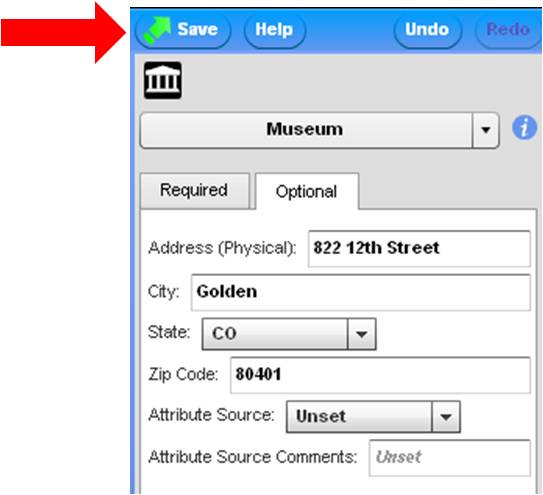 Save Help Undo Redo
Museum
i
Required Optional
Address (Physical): 822 12th Street
City: Golden
State: CO
Zip Code: 80401
Attribute Source: Unset
Attribute Source Comments: Unset